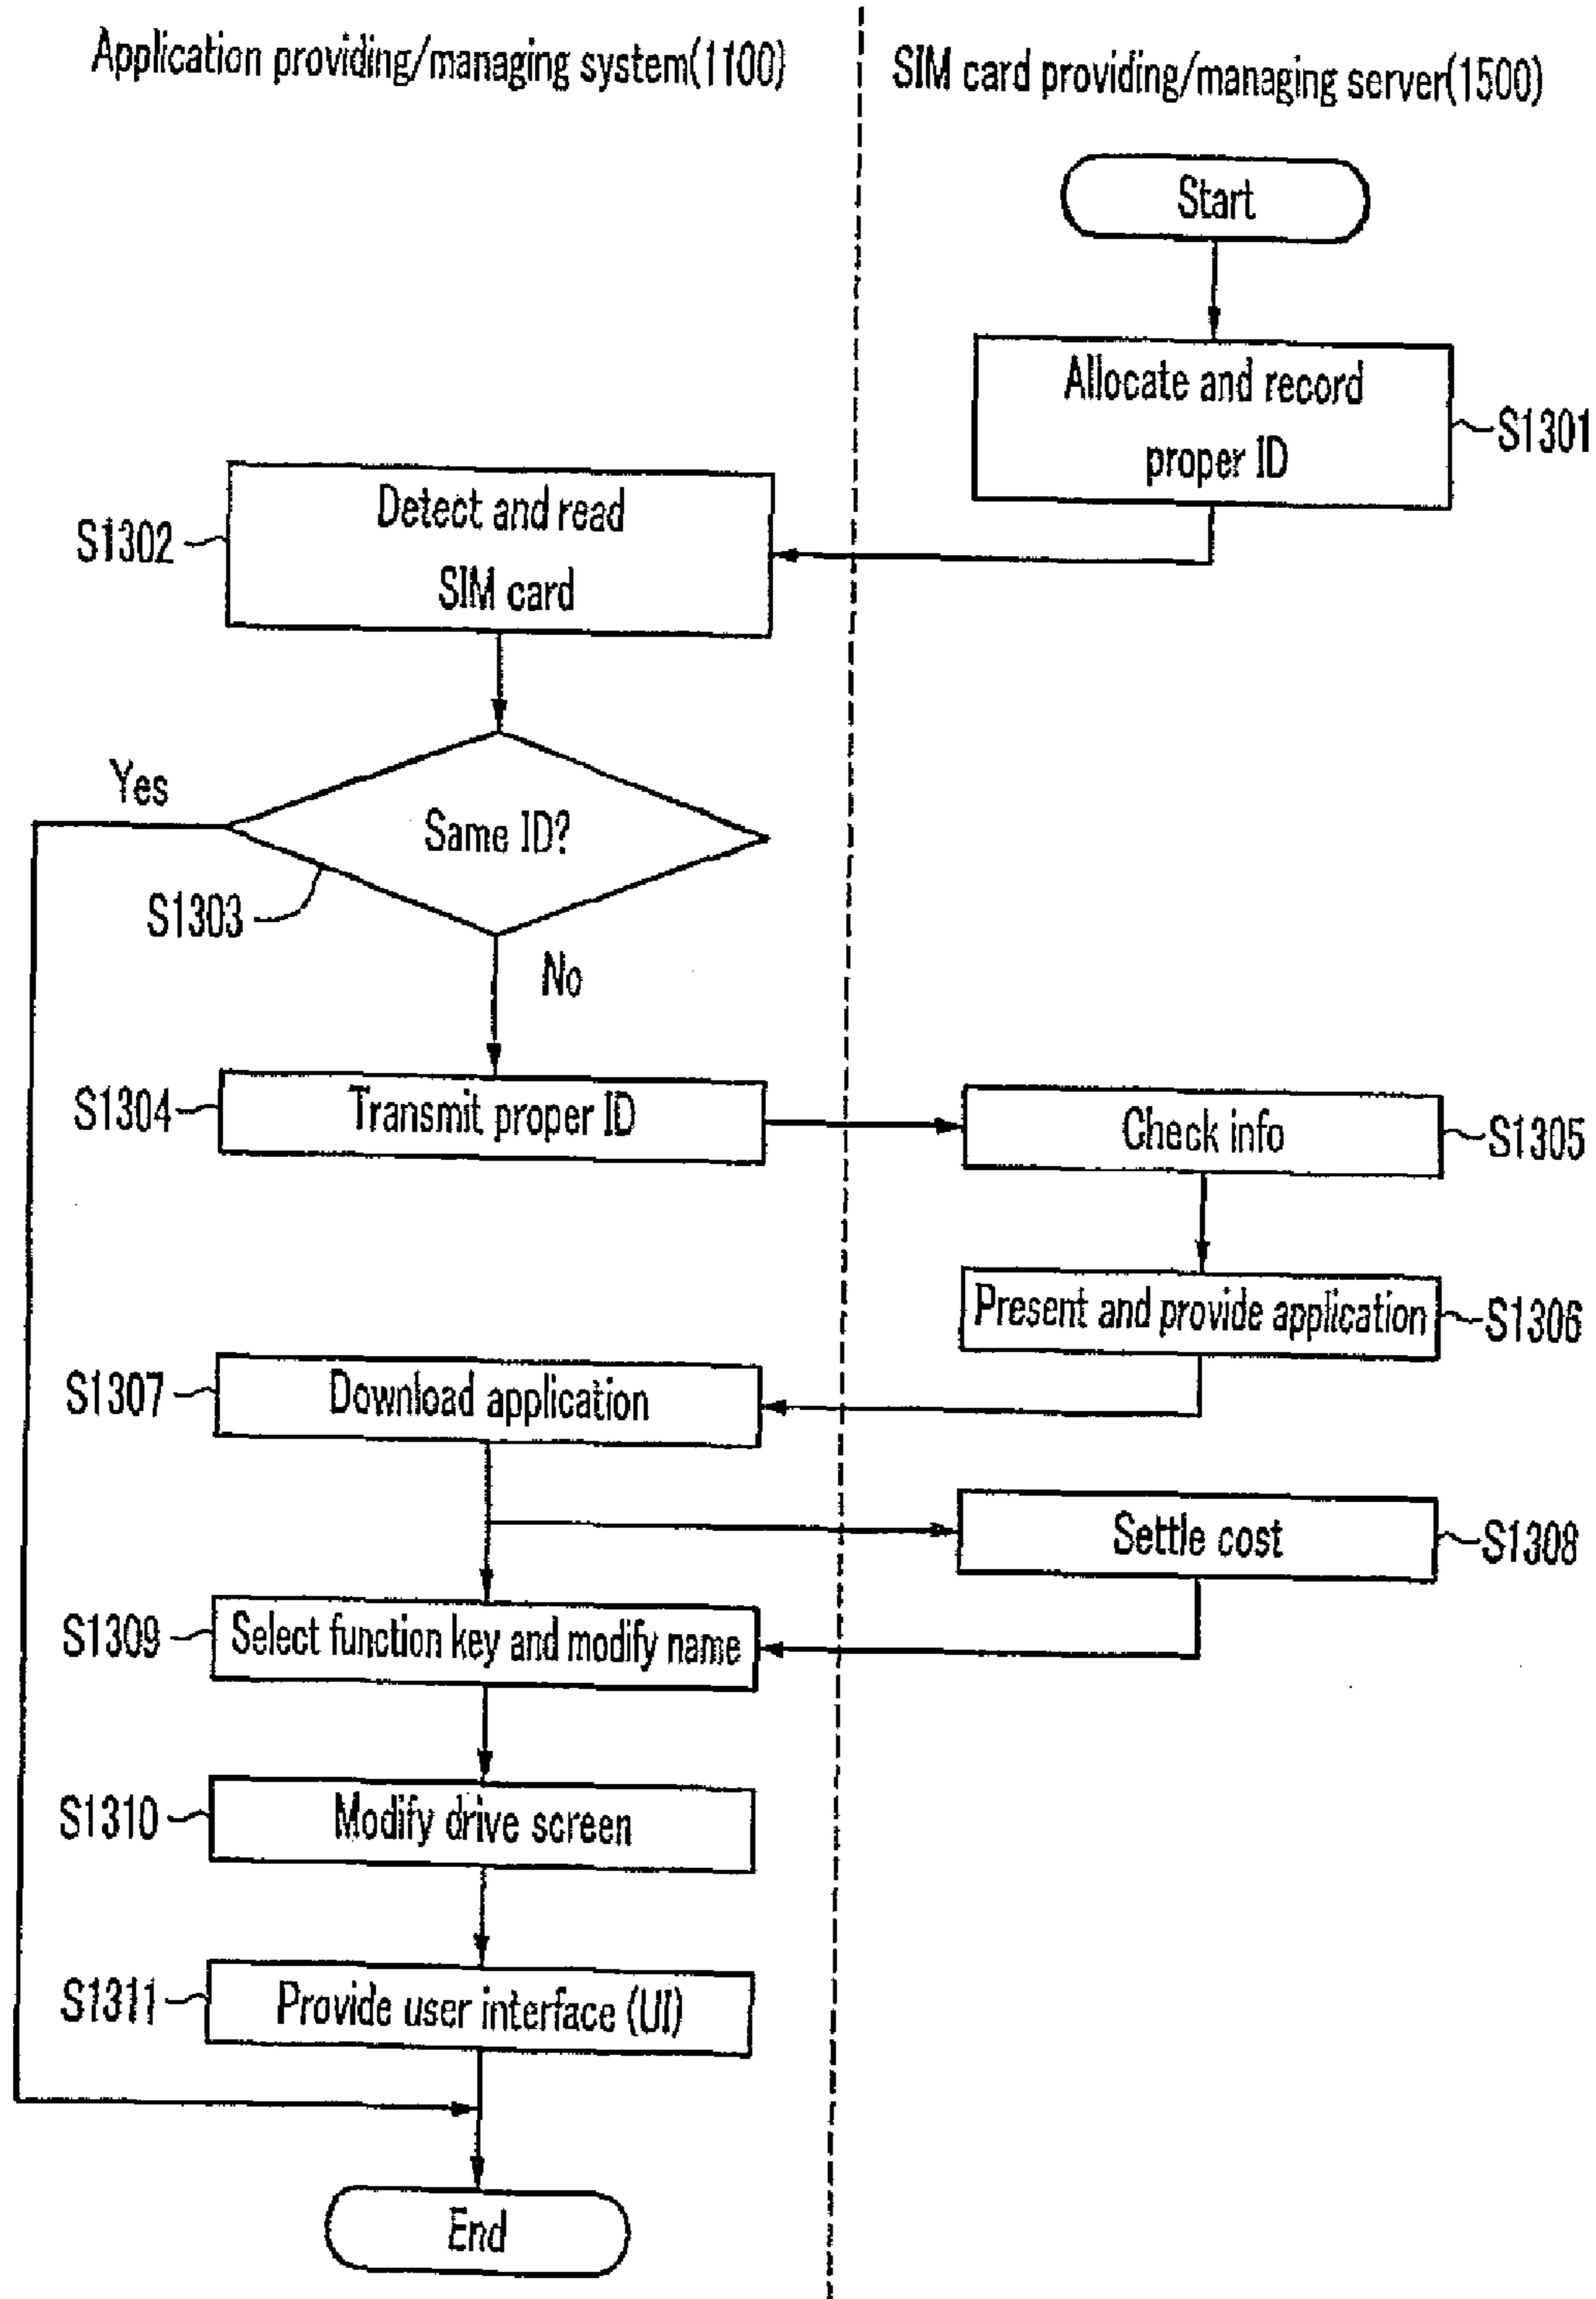 Application providing/managing system(1100)
SIM card providing/managing server(1500)
Start
Allocate and record
proper ID
S1301
Detect and read
SIM card
S1302
Yes
Same ID?
S1303
No
S1304
Transmit proper ID
Check info
S1305
Present and provide application
S1306
S1307
Download application
Settle cost
S1308
S1309
Select function key and modify name
S1310
Modify drive screen
S1311
Provide user interface (UI)
End